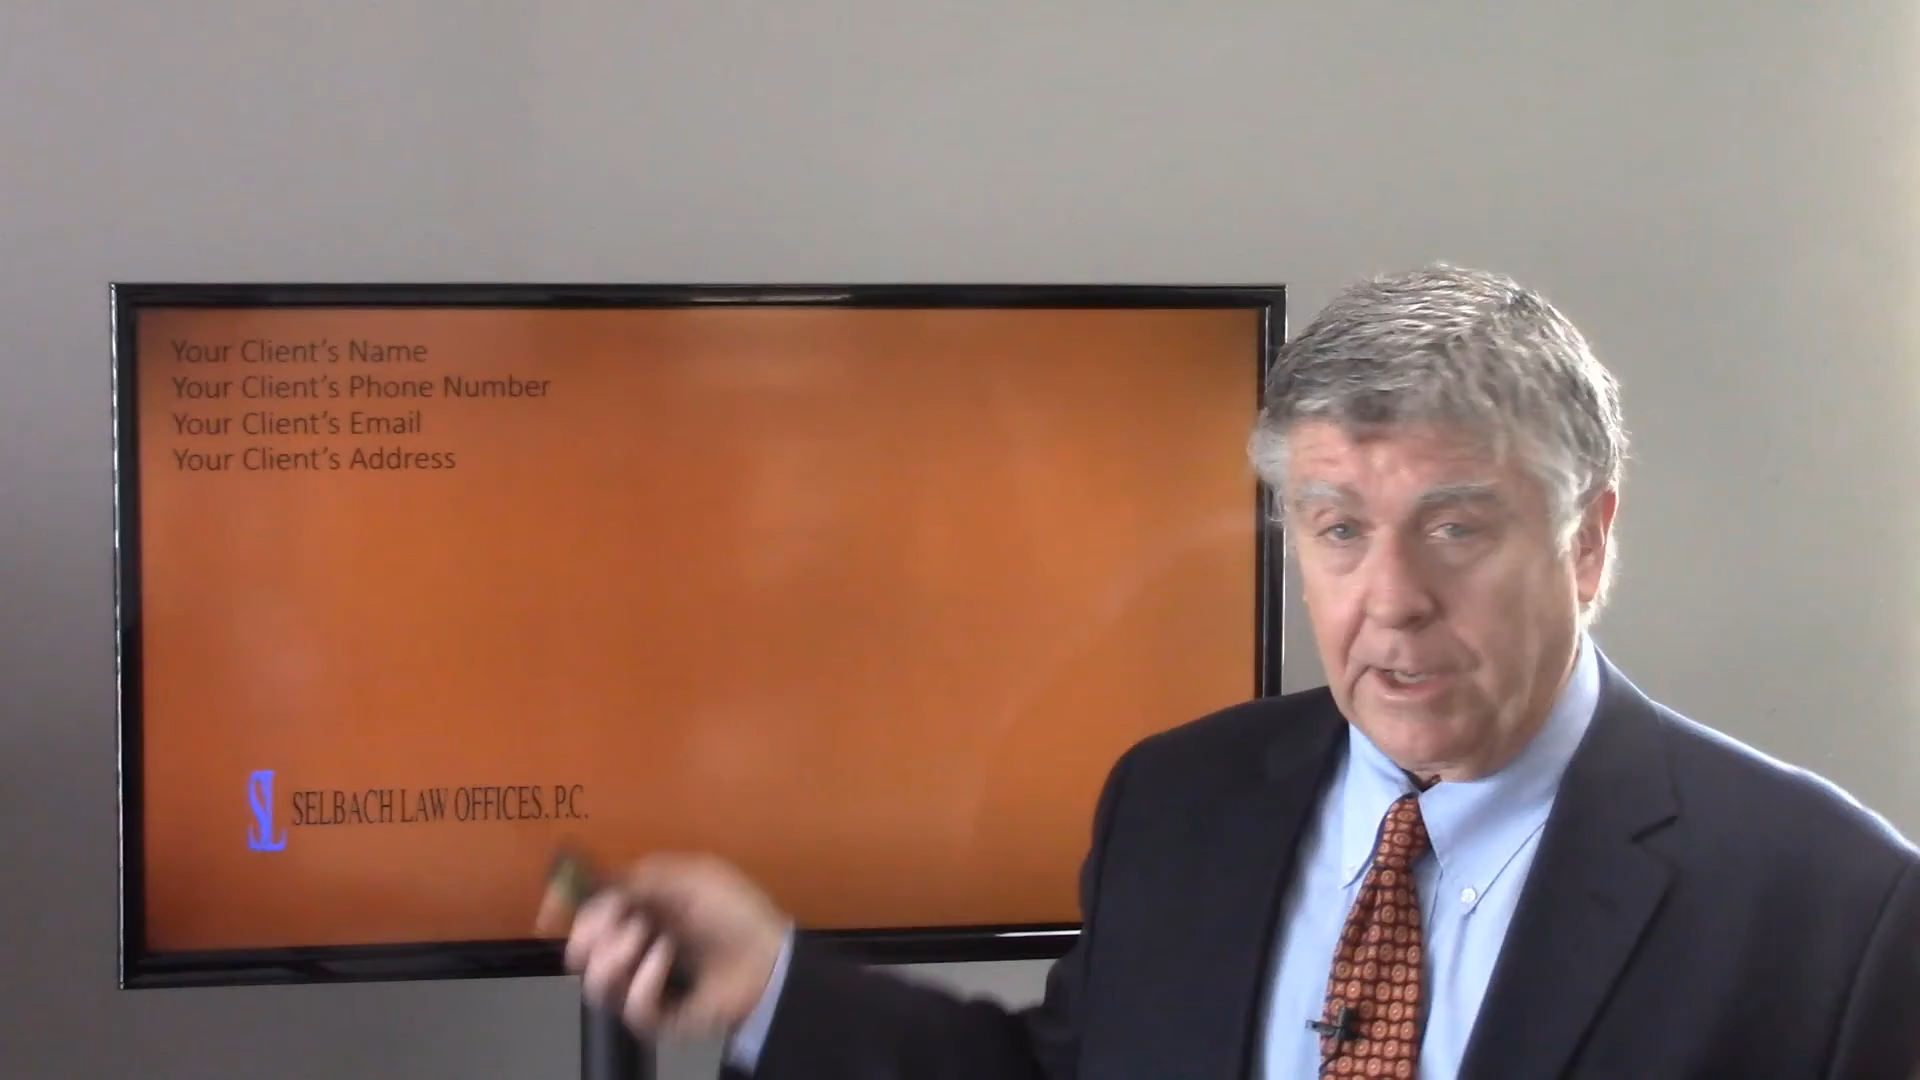 Your Client's Name
Your Client's Phone Number
Your Client's Email
Your Client's Address
SL SELBACH LAW OFFICES, P.C.